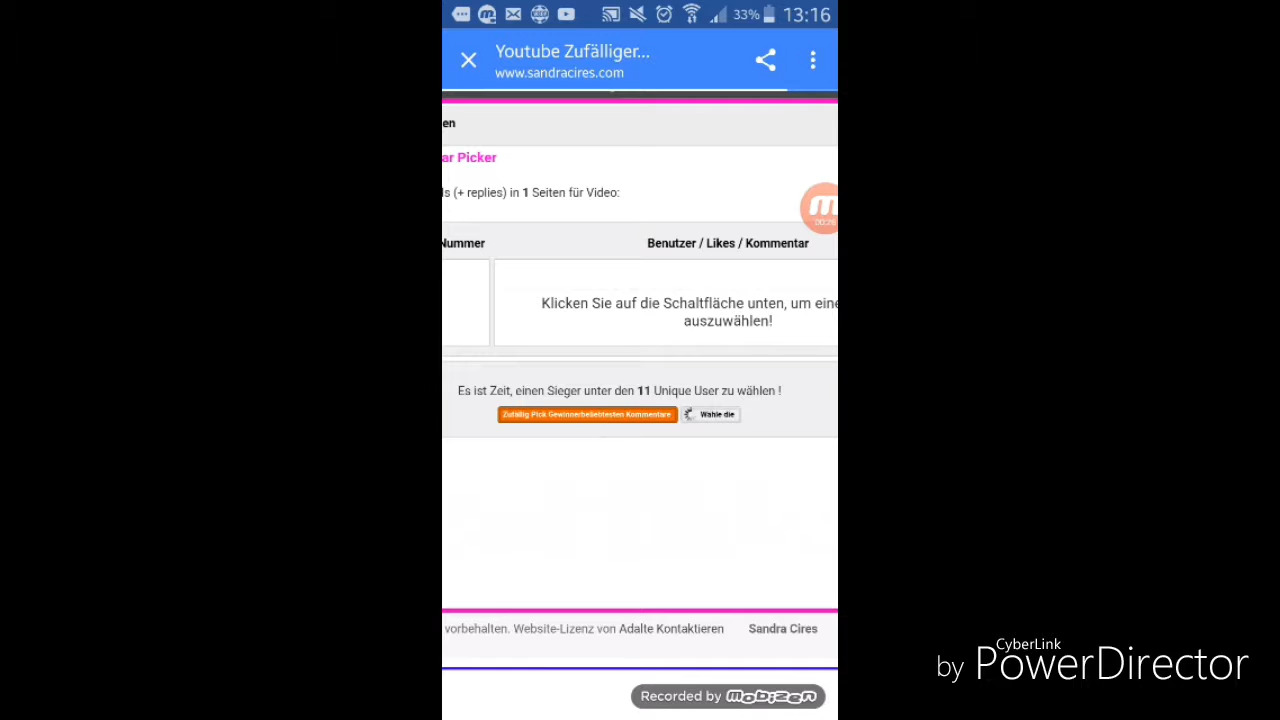 33% 13:16
Youtube Zufälliger...
www.sandracires.com
en
ar Picker
ls (+ replies) in 1 Seiten für Video:
00:26
Nummer
Benutzer / Likes / Kommentar
Klicken Sie auf die Schaltfläche unten, um eine
auszuwählen!
Es ist Zeit, einen Sieger unter den 11 Unique User zu wählen !
Zufällig Pick Gewinnerbeliebtesten Kommentare
Wähle die
vorbehalten. Website-Lizenz von Adalte Kontaktieren
Sandra Cires
CyberLink
by PowerDirector
Recorded by mobizen